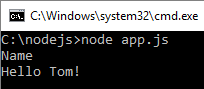 C:\Windows\system32\cmd.exe
C:\nodejs>node app.js
Name
Hello Tom!